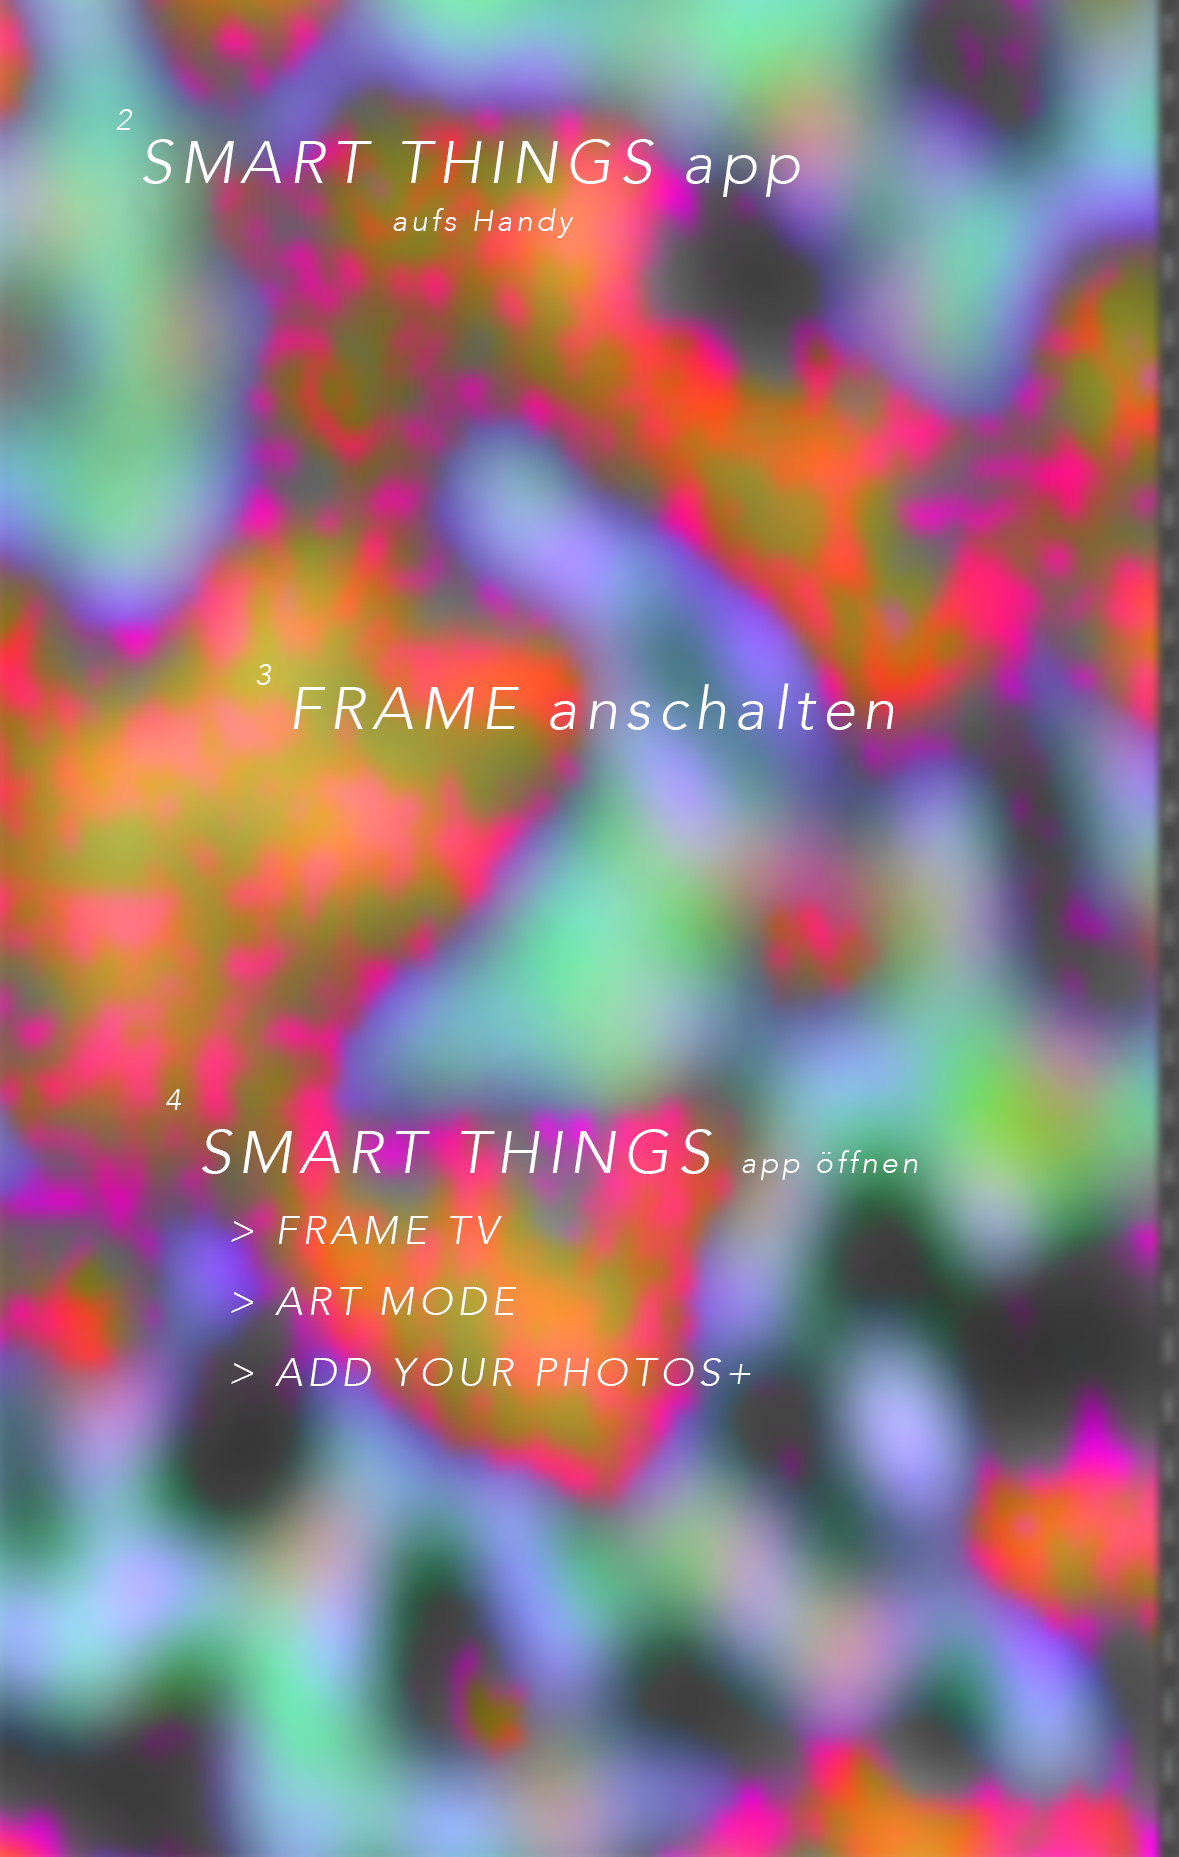 2
SMART THINGS app
aufs Handy
3
FRAME anschalten
4
SMART THINGS app öffnen
> FRAME TV
> ART MODE
> ADD YOUR PHOTOS+